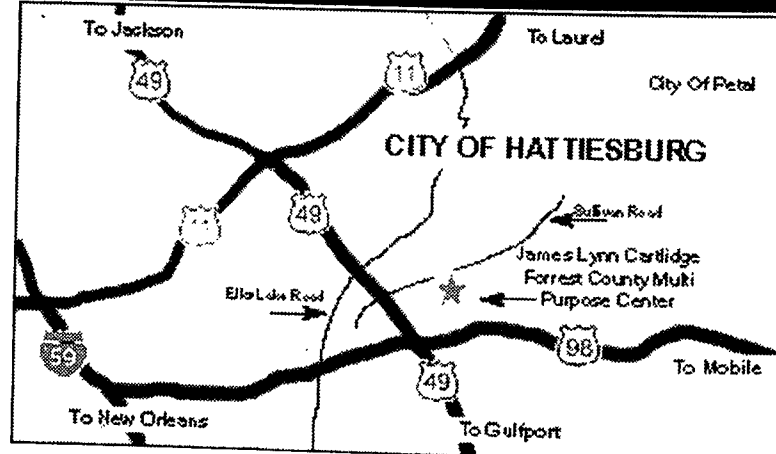 To Jackson
To Laurel
49
11
City Of Petal
CITY OF HATTIESBURG
11
49
Sullivan Road
James Lynn Cartlidge
Forrest County Multi
Purpose Center
Ellis Lake Road
59
98
To Mobile
49
To New Orleans
To Gulfport